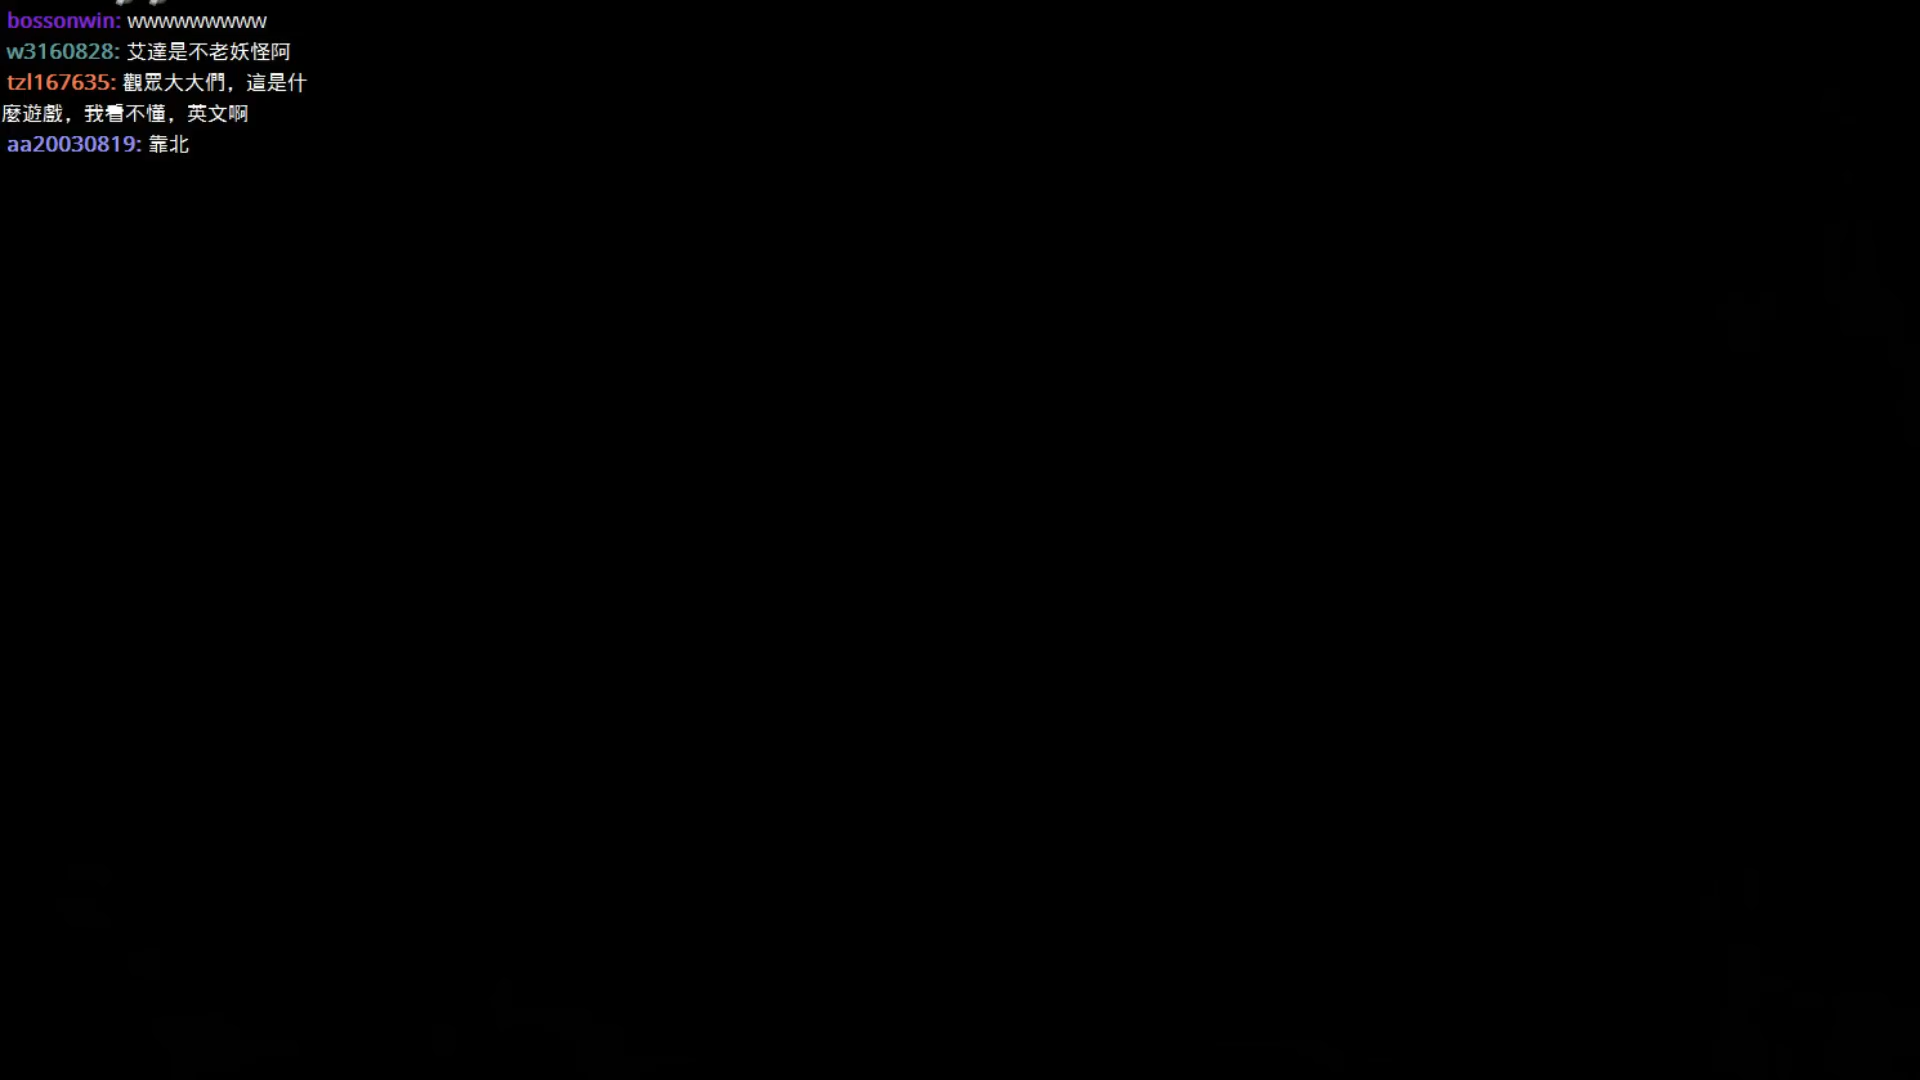 bossonwin: wwwwwwwww
w3160828: 艾達是不老妖怪阿
tzl167635: 觀眾大大們，這是什
麼遊戲，我看不懂，英文啊
aa20030819: 靠北